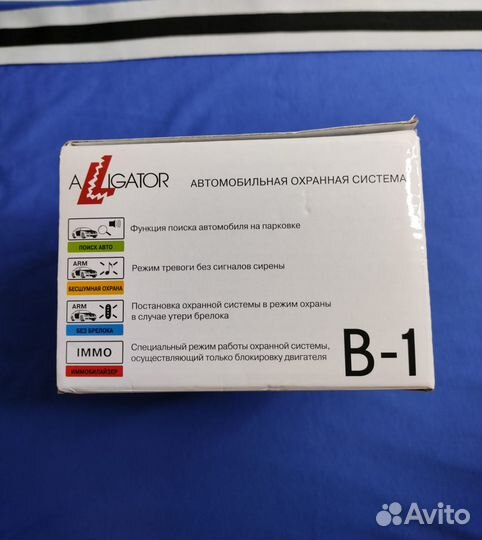 ALLIGATOR
АВТОМОБИЛЬНАЯ ОХРАННАЯ СИСТЕМА
Функция поиска автомобиля на парковке
ПОИСК АВТО
ARM
Режим тревоги без сигналов сирены
БЕСШУМНАЯ ОХРАНА
ARM
Постановка охранной системы в режим охраны
в случае утери брелока
БЕЗ БРЕЛОКА
IMMO
Специальный режим работы охранной системы,
осуществляющий только блокировку двигателя
ИММОБИЛАЙЗЕР
B-1
Avito